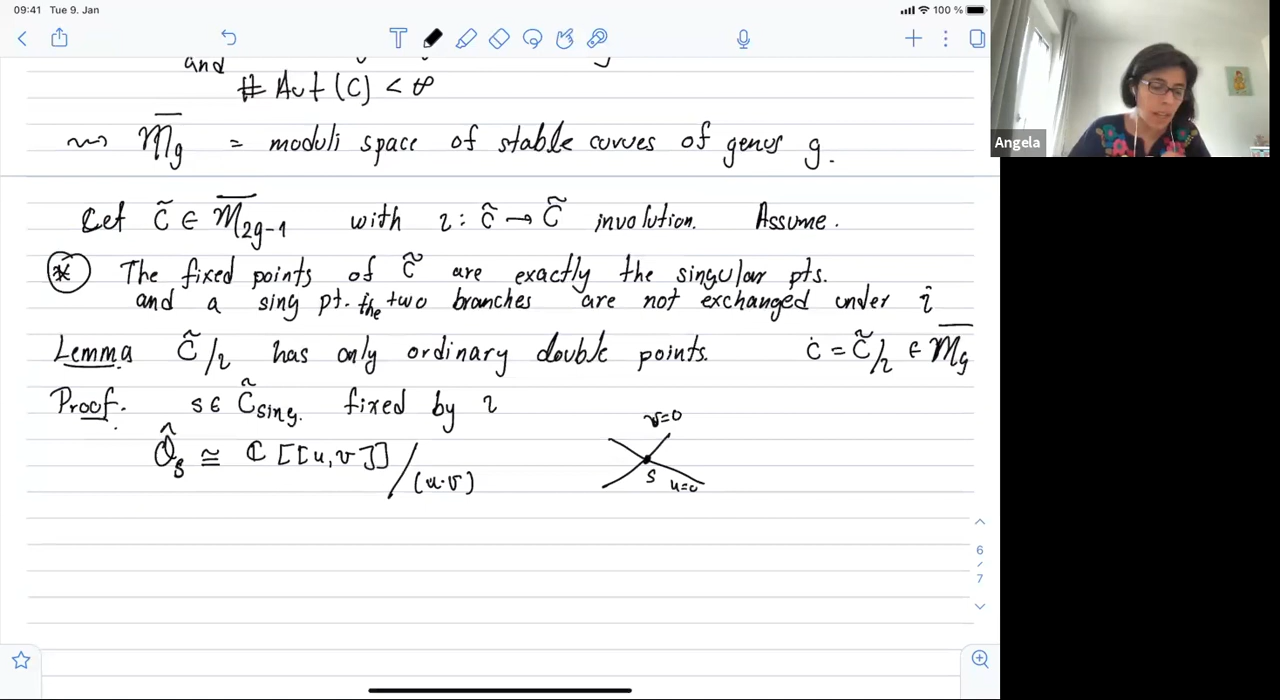 09:41 Tue 9. Jan
100 %
and
# Aut (C) < ∞
⇝ M̅g = moduli space of stable curves of genus g.
Let C̃ ∈ M̅2g-1 with ι : C̃ → C̃ involution. Assume.
(*) The fixed points of C̃ are exactly the singular pts.
and a sing pt. the two branches are not exchanged under i
Lemma C̃/ι has only ordinary double points. C = C̃/ι ∈ M̅g
Proof. s ∈ C̃sing. fixed by ι
v=0
Ôs ≅ C[[u,v]]/(u·v)
s
u=0
Angela
6
/
7